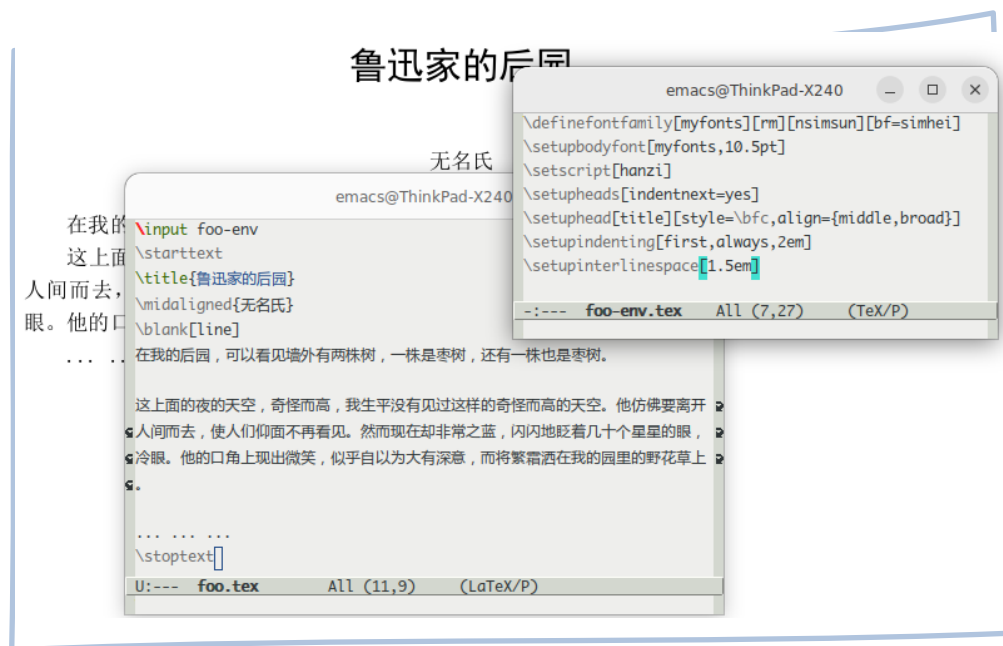 鲁迅家的后园
无名氏
在我的
这上面
人间而去，
眼。他的口
... ..
emacs@ThinkPad-X240
\definefontfamily[myfonts][rm][nsimsun][bf=simhei]
\setupbodyfont[myfonts,10.5pt]
\setscript[hanzi]
\setupheads[indentnext=yes]
\setuphead[title][style=\bfc,align={middle,broad}]
\setupindenting[first,always,2em]
\setupinterlinespace[1.5em]
-:--- foo-env.tex All (7,27) (TeX/P)
emacs@ThinkPad-X240
\input foo-env
\starttext
\title{鲁迅家的后园}
\midaligned{无名氏}
\blank[line]
在我的后园，可以看见墙外有两株树，一株是枣树，还有一株也是枣树。
这上面的夜的天空，奇怪而高，我生平没有见过这样的奇怪而高的天空。他仿佛要离开
人间而去，使人们仰面不再看见。然而现在却非常之蓝，闪闪地眨着几十个星星的眼，
冷眼。他的口角上现出微笑，似乎自以为大有深意，而将繁霜洒在我的园里的野花草上
。
... ... ...
\stoptext
U:--- foo.tex All (11,9) (LaTeX/P)